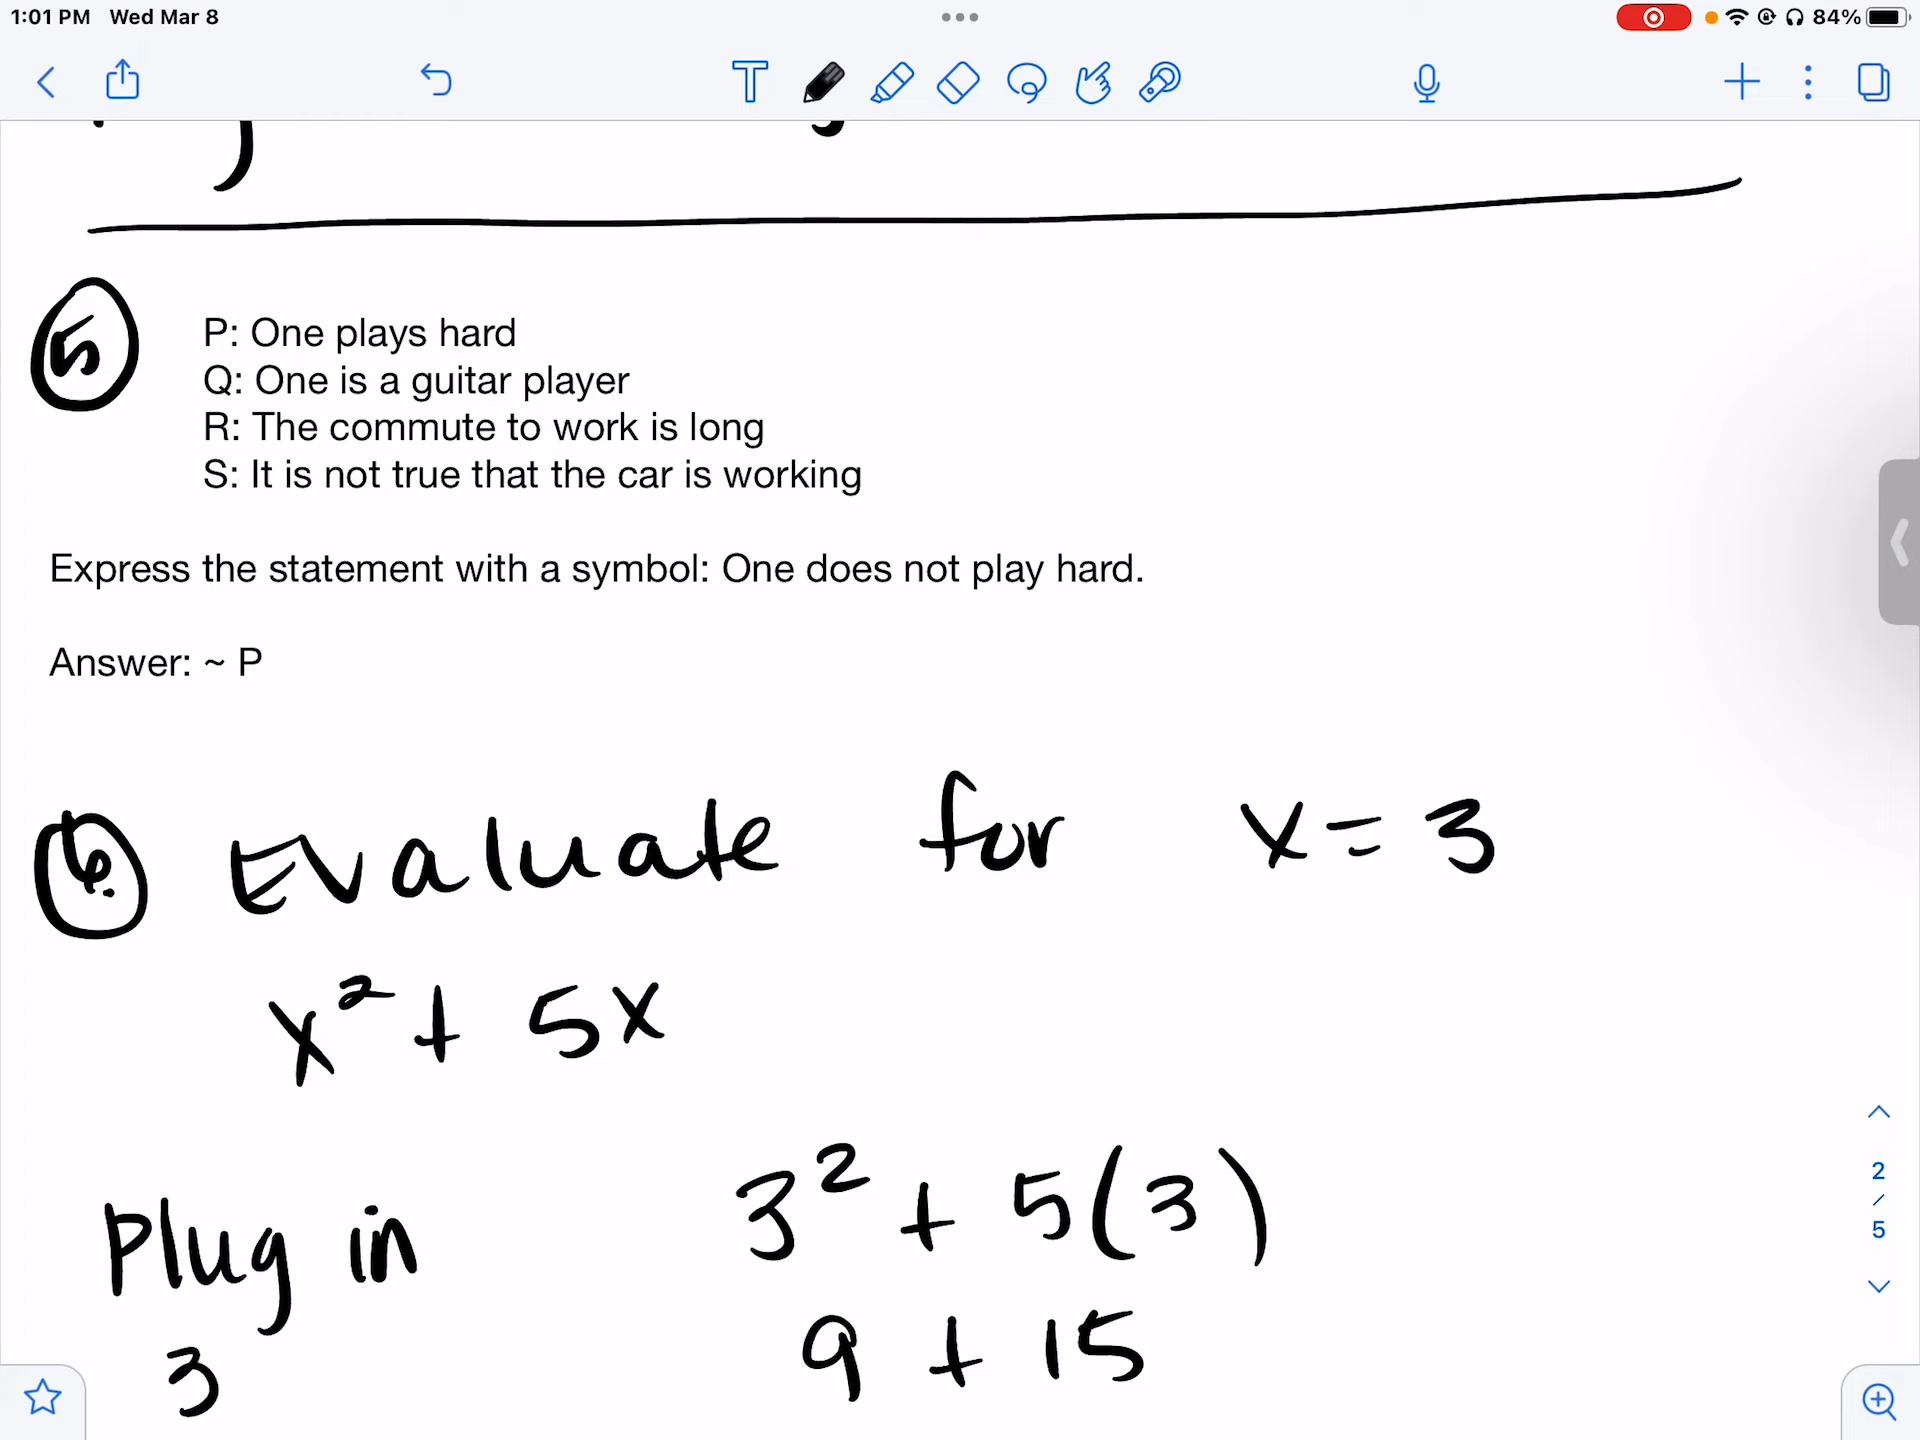 1:01 PM Wed Mar 8
84%
5
P: One plays hard
Q: One is a guitar player
R: The commute to work is long
S: It is not true that the car is working
Express the statement with a symbol: One does not play hard.
Answer: ~ P
6. Evaluate for x = 3
x² + 5x
Plug in 3² + 5(3)
3 9 + 15
2
/
5